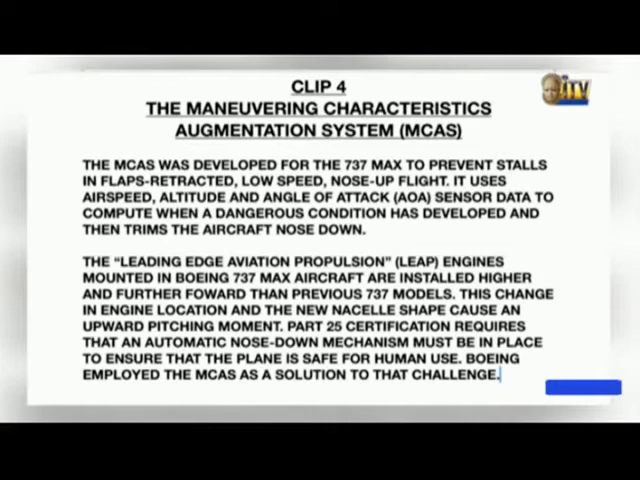 CLIP 4
THE MANEUVERING CHARACTERISTICS
AUGMENTATION SYSTEM (MCAS)
ITV
THE MCAS WAS DEVELOPED FOR THE 737 MAX TO PREVENT STALLS
IN FLAPS-RETRACTED, LOW SPEED, NOSE-UP FLIGHT. IT USES
AIRSPEED, ALTITUDE AND ANGLE OF ATTACK (AOA) SENSOR DATA TO
COMPUTE WHEN A DANGEROUS CONDITION HAS DEVELOPED AND
THEN TRIMS THE AIRCRAFT NOSE DOWN.
THE “LEADING EDGE AVIATION PROPULSION” (LEAP) ENGINES
MOUNTED IN BOEING 737 MAX AIRCRAFT ARE INSTALLED HIGHER
AND FURTHER FOWARD THAN PREVIOUS 737 MODELS. THIS CHANGE
IN ENGINE LOCATION AND THE NEW NACELLE SHAPE CAUSE AN
UPWARD PITCHING MOMENT. PART 25 CERTIFICATION REQUIRES
THAT AN AUTOMATIC NOSE-DOWN MECHANISM MUST BE IN PLACE
TO ENSURE THAT THE PLANE IS SAFE FOR HUMAN USE. BOEING
EMPLOYED THE MCAS AS A SOLUTION TO THAT CHALLENGE.